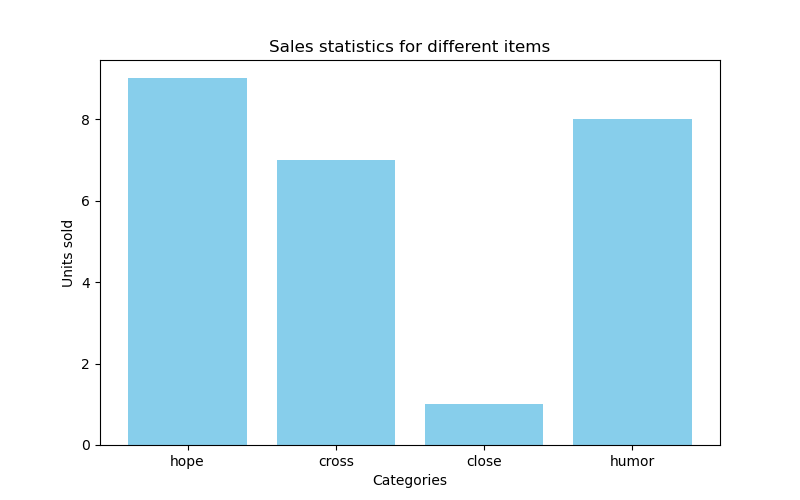 Sales statistics for different items
Units sold
8
6
4
2
0
hope
cross
close
humor
Categories